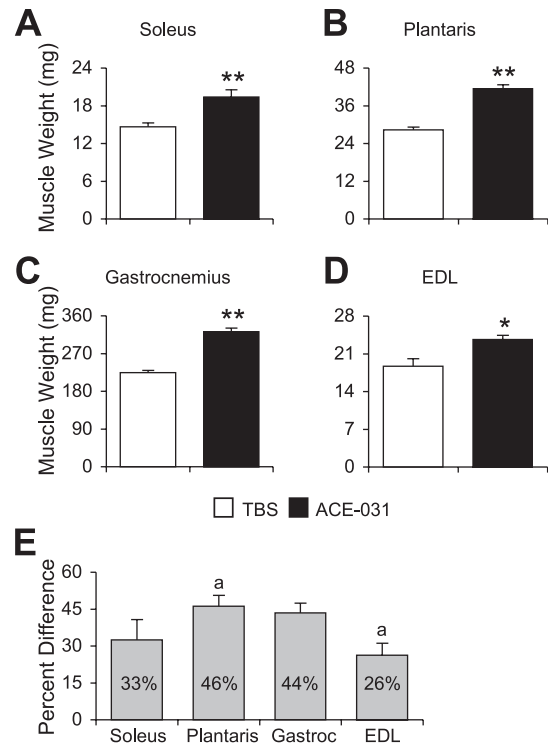 A Soleus
Muscle Weight (mg)
24
18
12
6
0
**
B Plantaris
48
36
24
12
0
**
C Gastrocnemius
Muscle Weight (mg)
360
270
180
90
0
**
D EDL
28
21
14
7
0
*
TBS ACE-031
E
Percent Difference
60
45
30
15
0
a
a
33% 46% 44% 26%
Soleus Plantaris Gastroc EDL